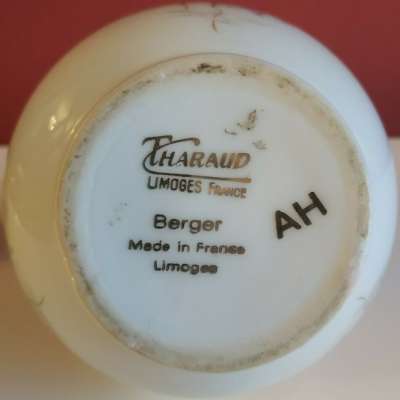 THARAUD
LIMOGES FRANCE
Berger
Made in France
Limoges
AH